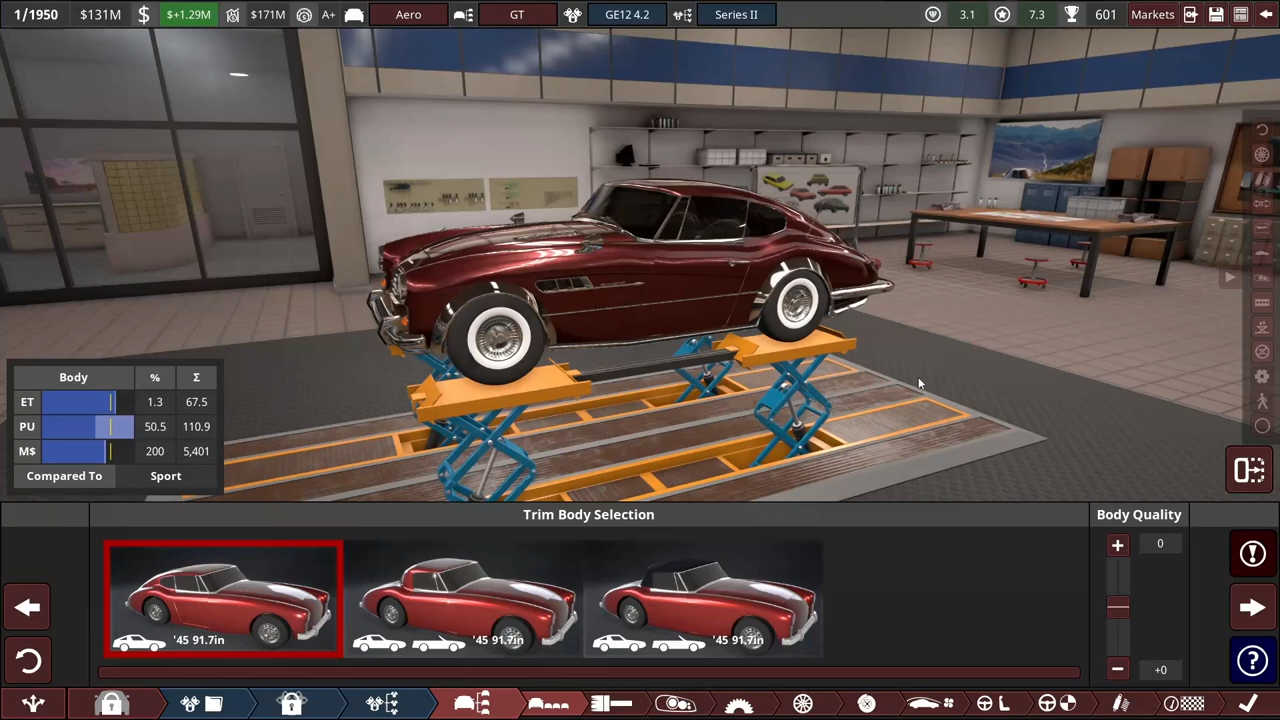 1/1950 $131M $ $+1.29M $171M A+ Aero GT GE12 4.2 Series II 3.1 7.3 601 Markets
Body % Σ
ET 1.3 67.5
PU 50.5 110.9
M$ 200 5,401
Compared To Sport
Trim Body Selection
Body Quality
+ 0
'45 91.7in
'45 91.7in
'45 91.7in
- +0